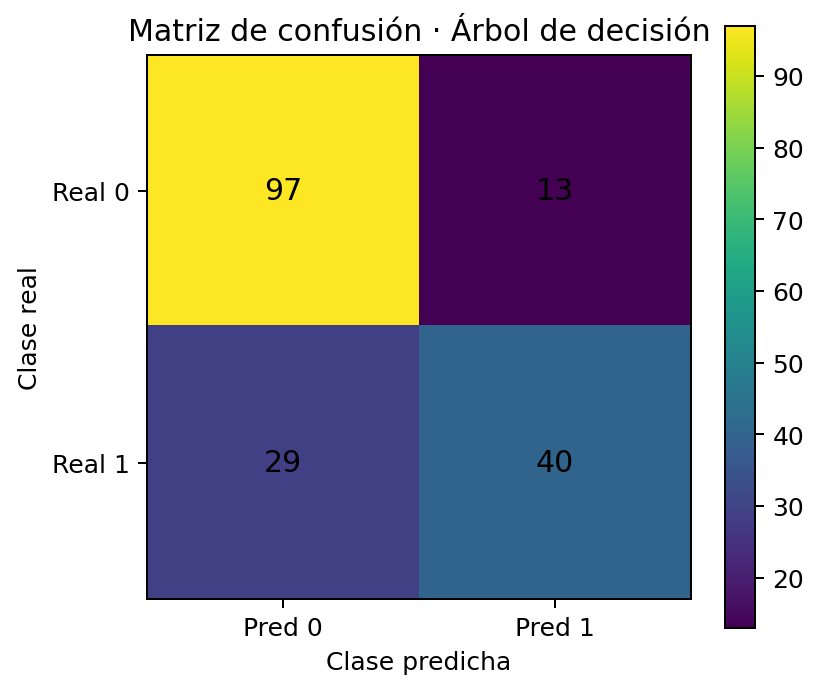 Matriz de confusión · Árbol de decisión
Clase real
Real 0
97
13
Real 1
29
40
Pred 0
Pred 1
Clase predicha
90
80
70
60
50
40
30
20